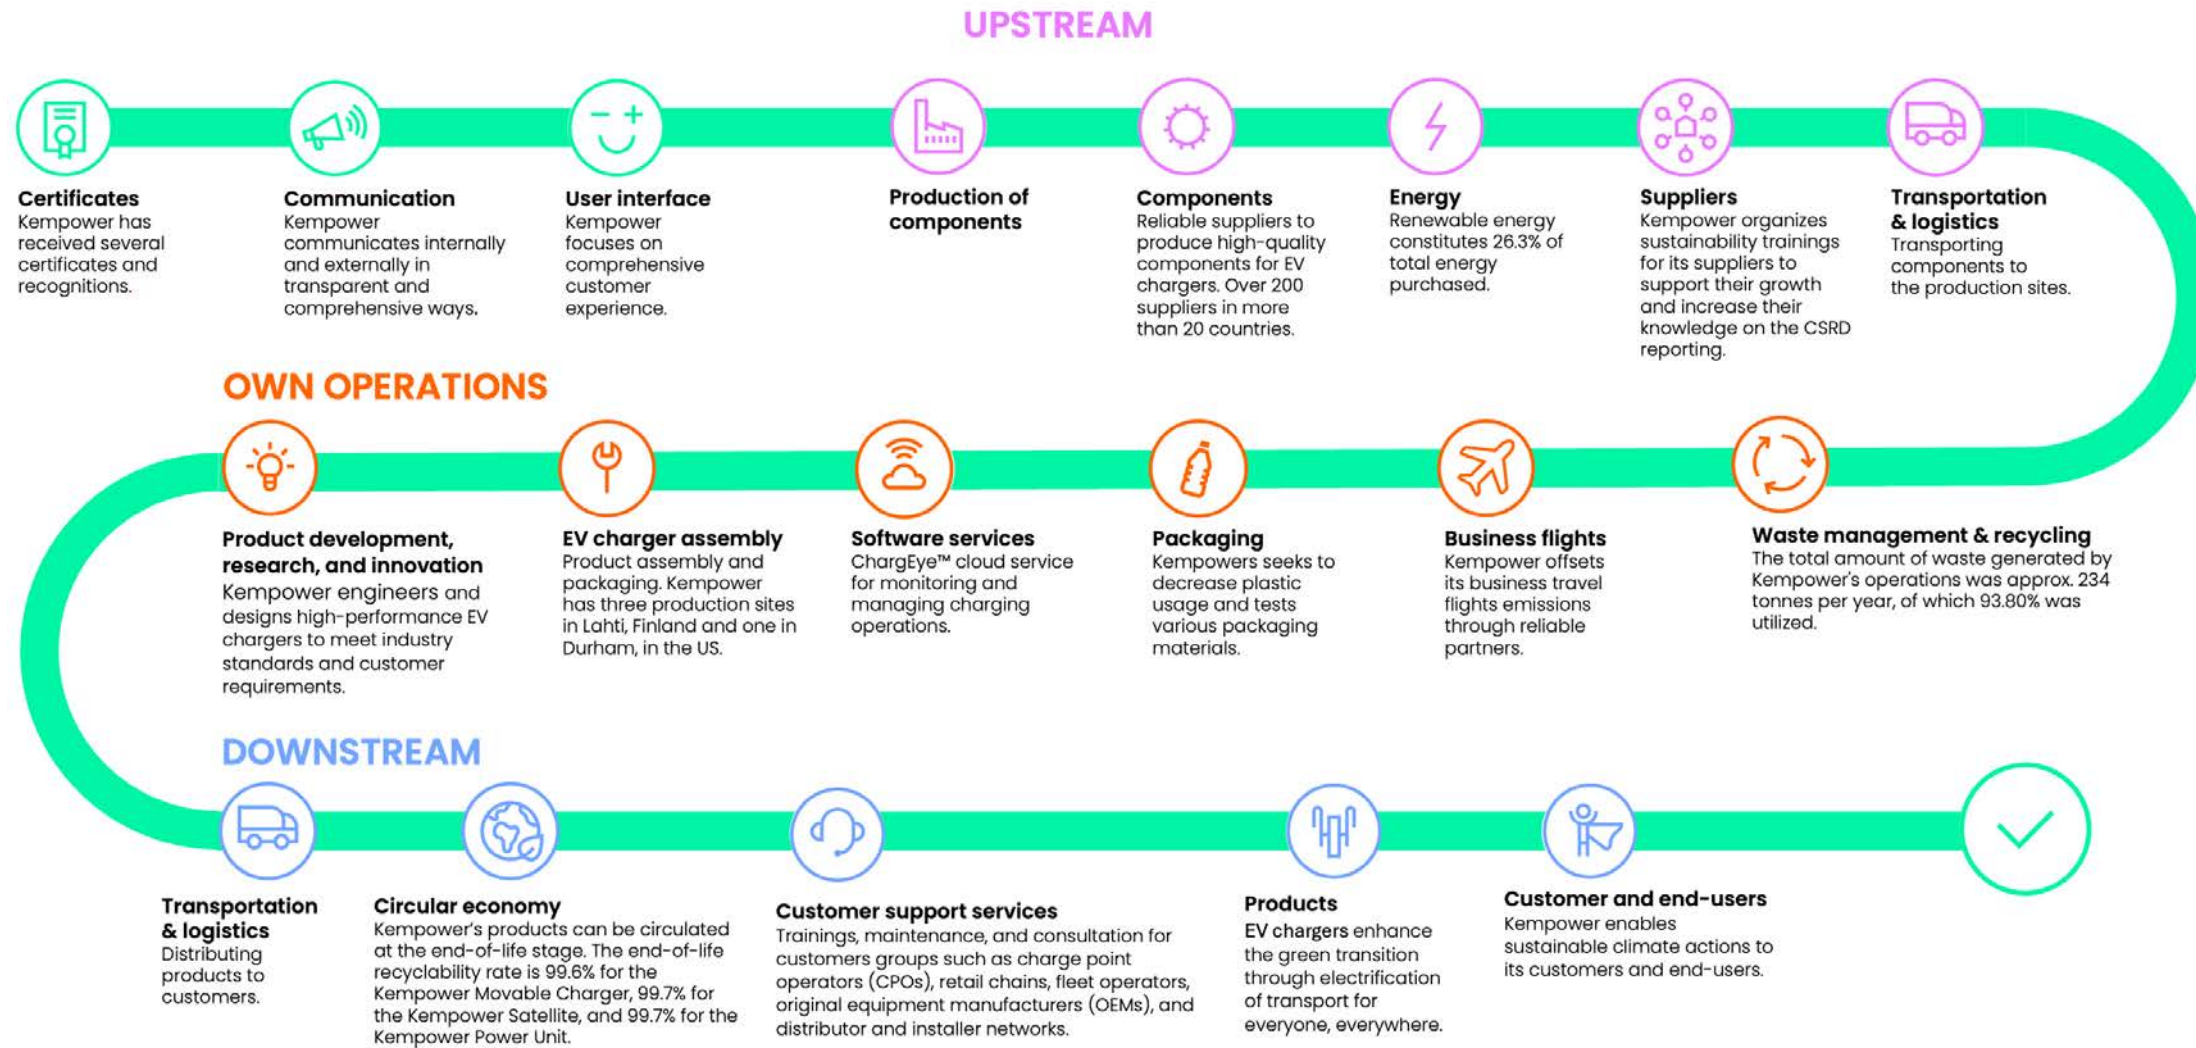 UPSTREAM
Certificates
Kempower has
received several
certificates and
recognitions.
Communication
Kempower
communicates internally
and externally in
transparent and
comprehensive ways.
User interface
Kempower
focuses on
comprehensive
customer
experience.
Production of
components
Components
Reliable suppliers to
produce high-quality
components for EV
chargers. Over 200
suppliers in more
than 20 countries.
Energy
Renewable energy
constitutes 26.3% of
total energy
purchased.
Suppliers
Kempower organizes
sustainability trainings
for its suppliers to
support their growth
and increase their
knowledge on the CSRD
reporting.
Transportation
& logistics
Transporting
components to
the production sites.
OWN OPERATIONS
Product development,
research, and innovation
Kempower engineers and
designs high-performance EV
chargers to meet industry
standards and customer
requirements.
EV charger assembly
Product assembly and
packaging. Kempower
has three production sites
in Lahti, Finland and one in
Durham, in the US.
Software services
ChargEye™ cloud service
for monitoring and
managing charging
operations.
Packaging
Kempowers seeks to
decrease plastic
usage and tests
various packaging
materials.
Business flights
Kempower offsets
its business travel
flights emissions
through reliable
partners.
Waste management & recycling
The total amount of waste generated by
Kempower's operations was approx. 234
tonnes per year, of which 93.80% was
utilized.
DOWNSTREAM
Transportation
& logistics
Distributing
products to
customers.
Circular economy
Kempower's products can be circulated
at the end-of-life stage. The end-of-life
recyclability rate is 99.6% for the
Kempower Movable Charger, 99.7% for
the Kempower Satellite, and 99.7% for the
Kempower Power Unit.
Customer support services
Trainings, maintenance, and consultation for
customers groups such as charge point
operators (CPOs), retail chains, fleet operators,
original equipment manufacturers (OEMs), and
distributor and installer networks.
Products
EV chargers enhance
the green transition
through electrification
of transport for
everyone, everywhere.
Customer and end-users
Kempower enables
sustainable climate actions to
its customers and end-users.